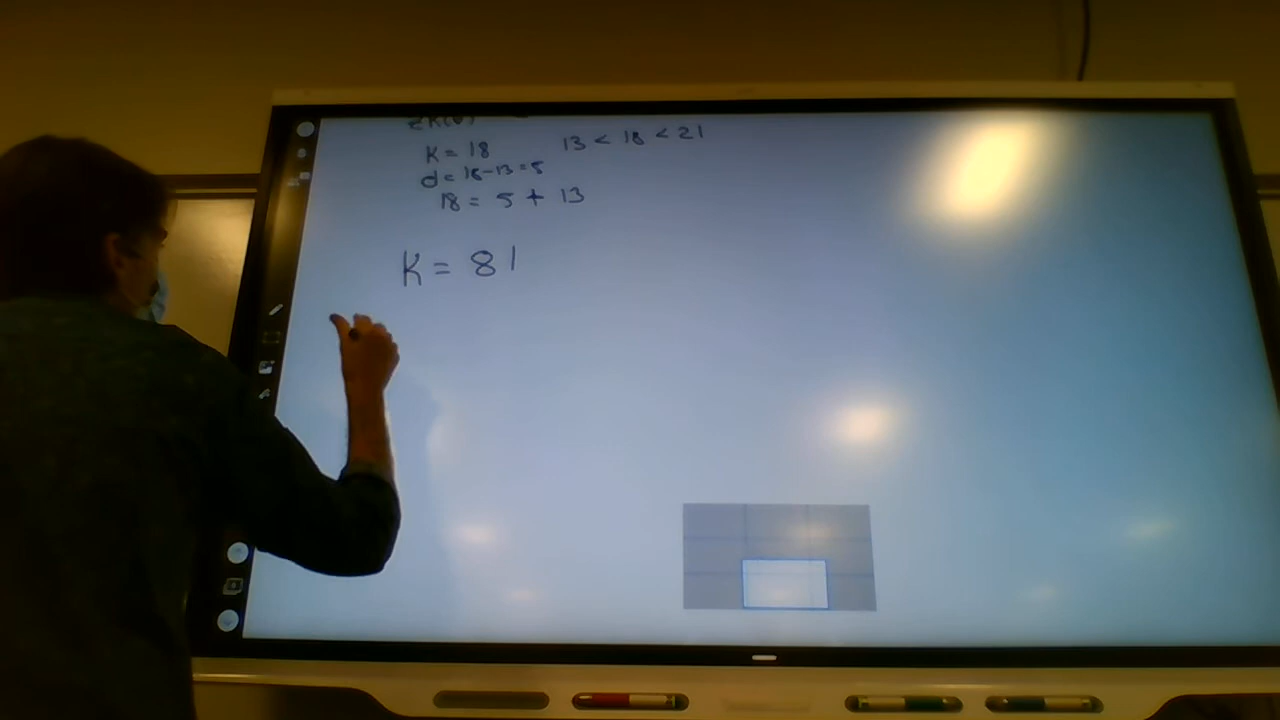 K = 18 13 < 18 < 21
d = 18-13=5
18 = 5 + 13
K = 81